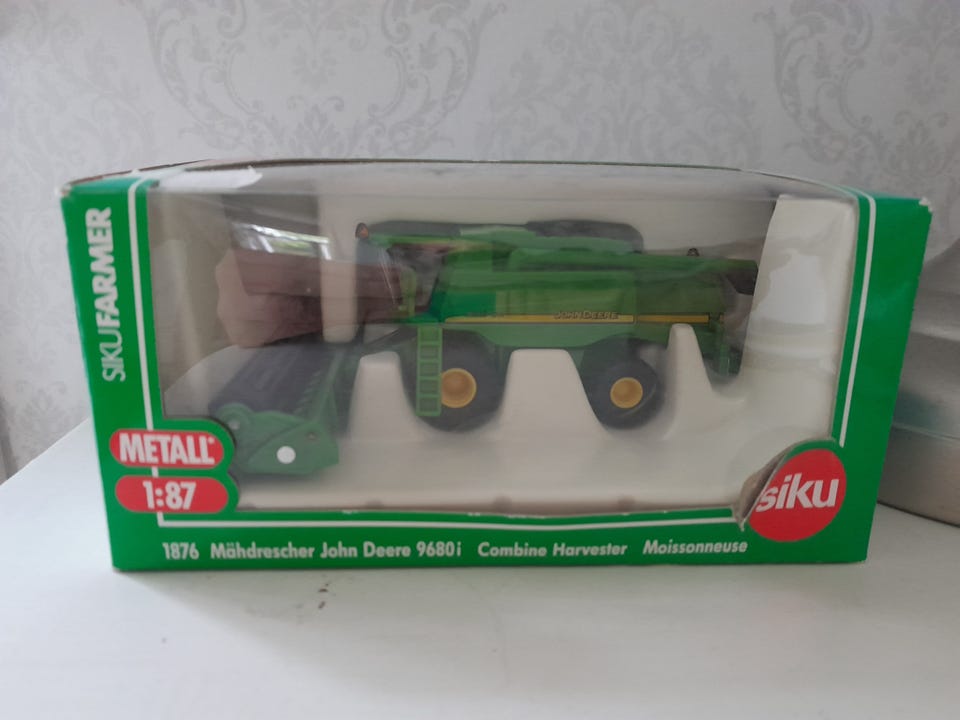 SIKUFARMER
JOHN DEERE
METALL
1:87
siku
1876 Mähdrescher John Deere 9680i Combine Harvester Moissonneuse